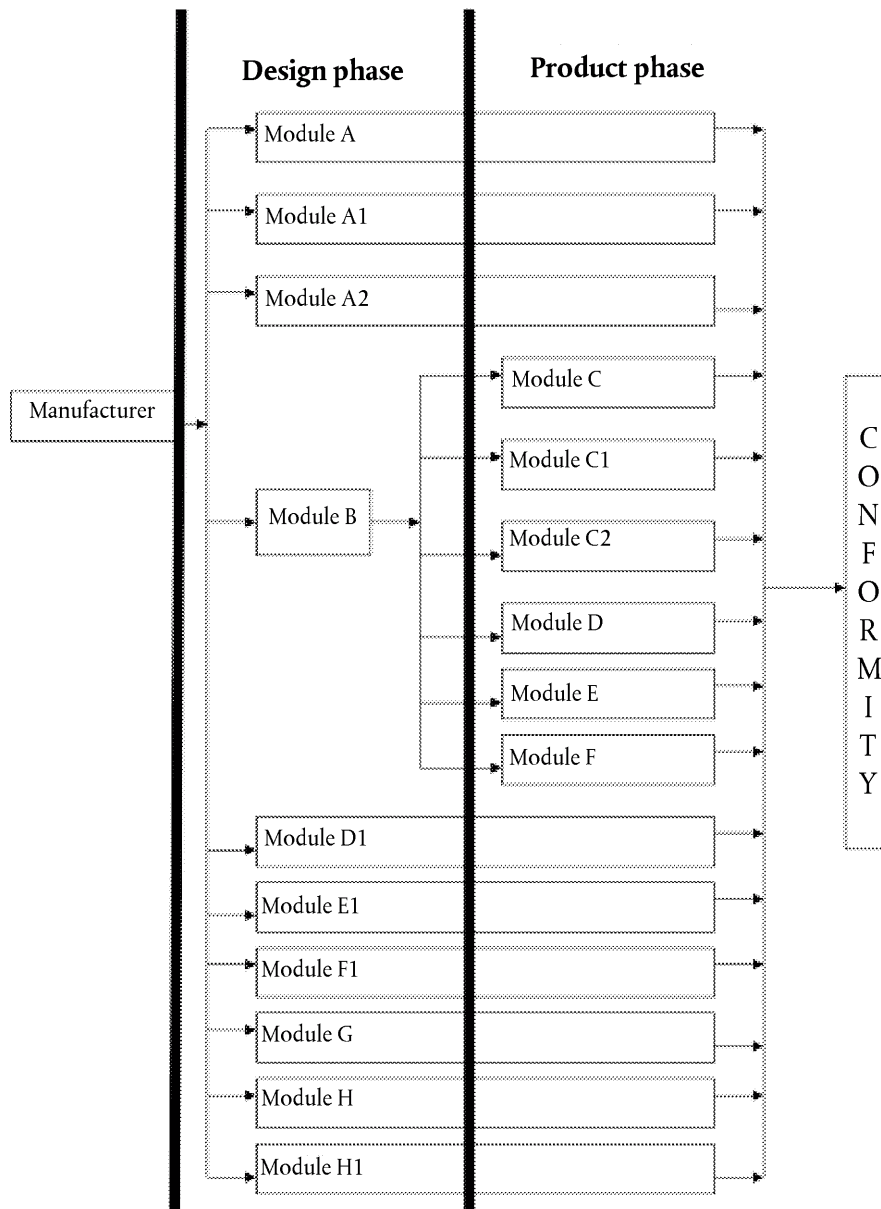 Design phase
Product phase
Module A
Module A1
Module A2
Module C
Manufacturer
Module C1
Module B
Module C2
Module D
Module E
Module F
CONFORMITY
Module D1
Module E1
Module F1
Module G
Module H
Module H1